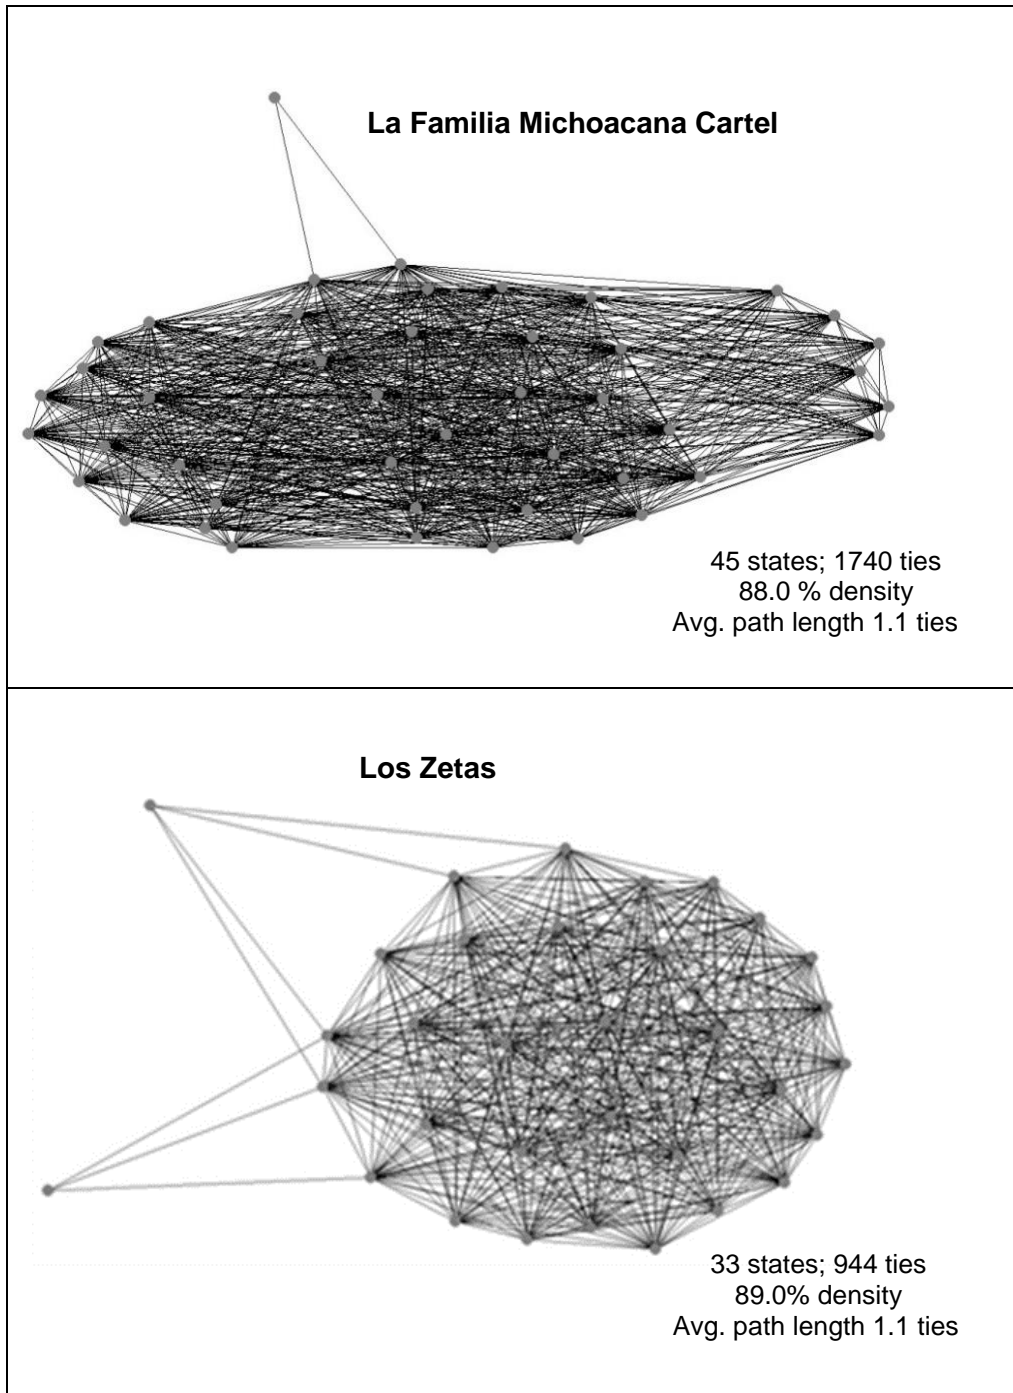 La Familia Michoacana Cartel
45 states; 1740 ties
88.0 % density
Avg. path length 1.1 ties
Los Zetas
33 states; 944 ties
89.0% density
Avg. path length 1.1 ties